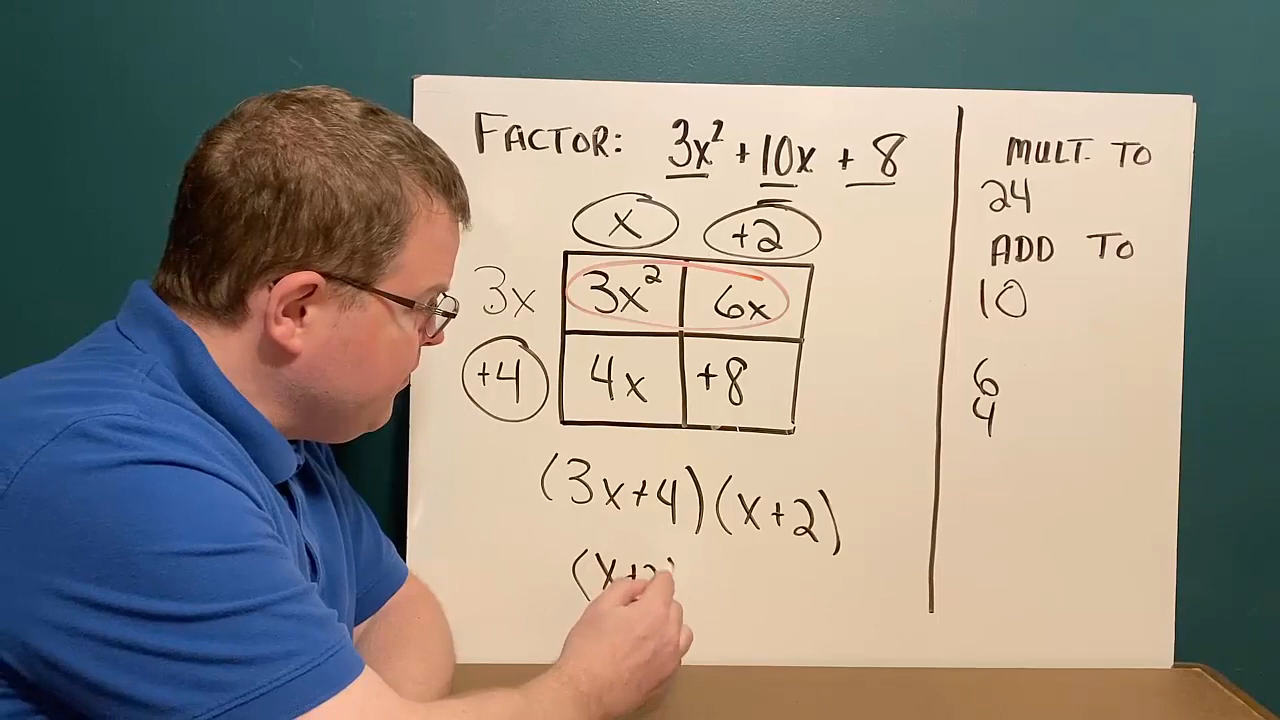 FACTOR: 3x² + 10x + 8
x +2
3x 3x² 6x
+4 4x +8
(3x+4)(x+2)
(x+2)
MULT. TO
24
ADD TO
10
6
4